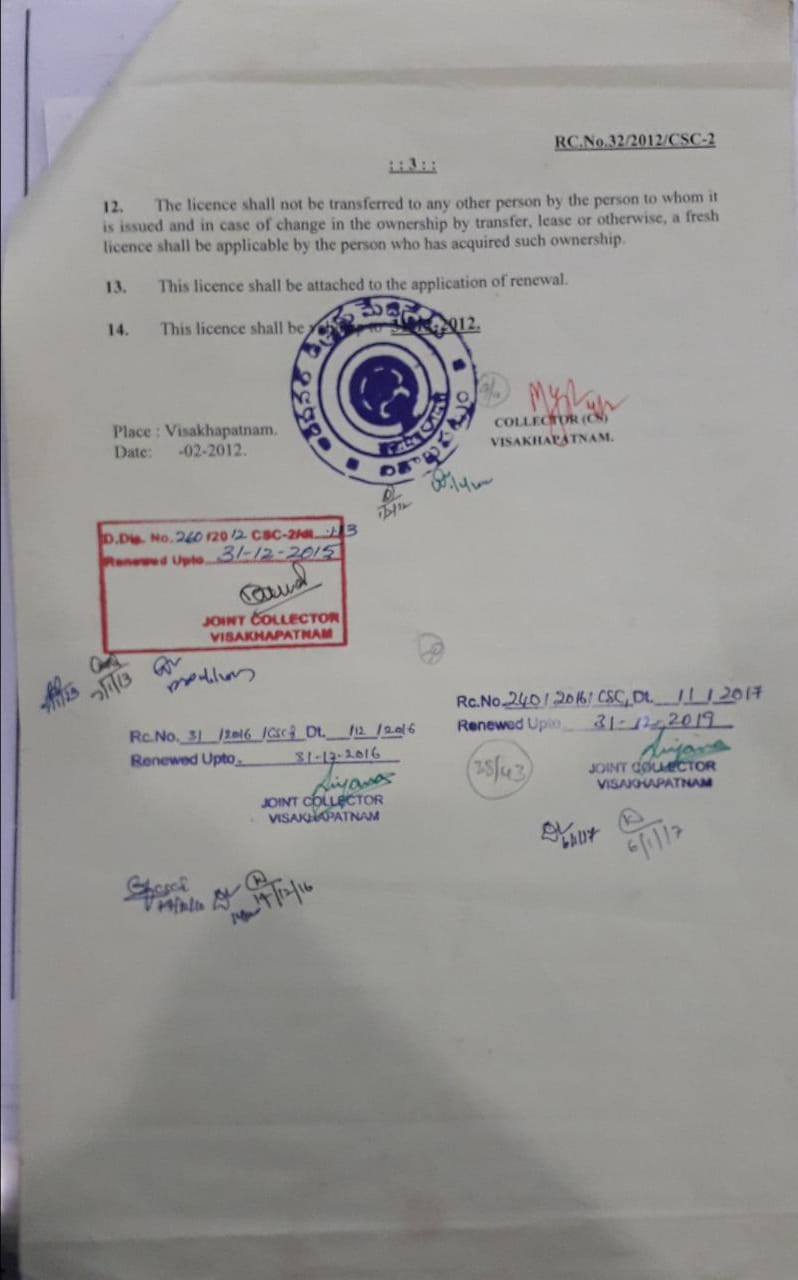 RC.No.32/2012/CSC-2
: : 3 : :
12. The licence shall not be transferred to any other person by the person to whom it
is issued and in case of change in the ownership by transfer, lease or otherwise, a fresh
licence shall be applicable by the person who has acquired such ownership.
13. This licence shall be attached to the application of renewal.
14. This licence shall be 2012.
COLLECTOR (CS)
VISAKHAPATNAM.
Place : Visakhapatnam.
Date: -02-2012.
D.Dis. No. 260/2012 CSC-2/
Renewed Upto 31-12-2015
JOINT COLLECTOR
VISAKHAPATNAM
Rc.No. 240/2016/CSC, Dt. 11/1/2017
Renewed Upto 31-12-2019
JOINT COLLECTOR
VISAKHAPATNAM
Rc.No. 31 /2016 /CSC Dt. /12 /2016
Renewed Upto. 31-12-2016
JOINT COLLECTOR
VISAKHAPATNAM
35/43
6/1/17
14/12/16